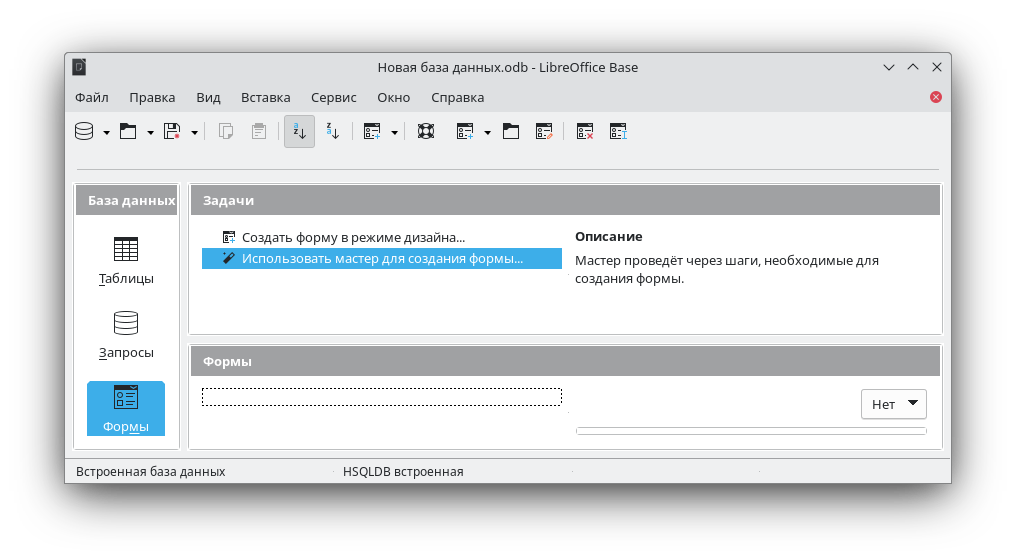 Новая база данных.odb - LibreOffice Base
Файл Правка Вид Вставка Сервис Окно Справка
База данных
Таблицы
Запросы
Формы
Задачи
Создать форму в режиме дизайна...
Использовать мастер для создания формы...
Описание
Мастер проведёт через шаги, необходимые для
создания формы.
Формы
Нет
Встроенная база данных HSQLDB встроенная